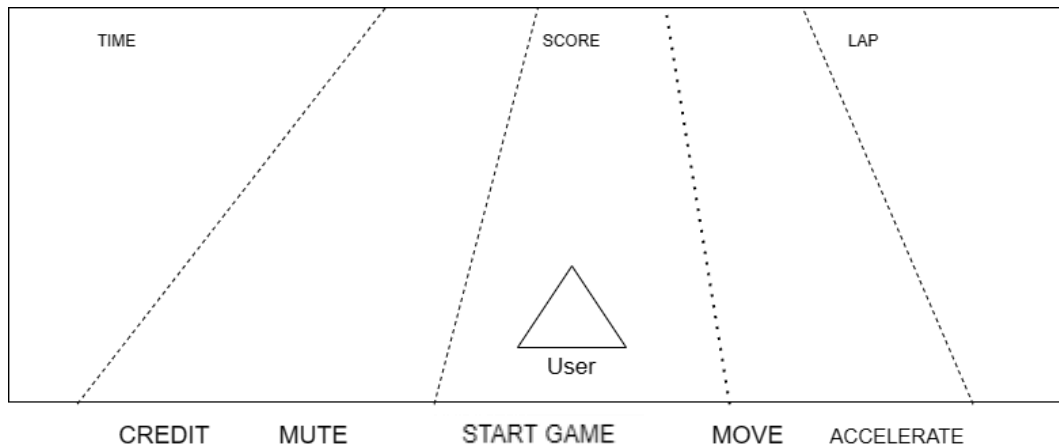 TIME SCORE LAP
User
CREDIT MUTE START GAME MOVE ACCELERATE